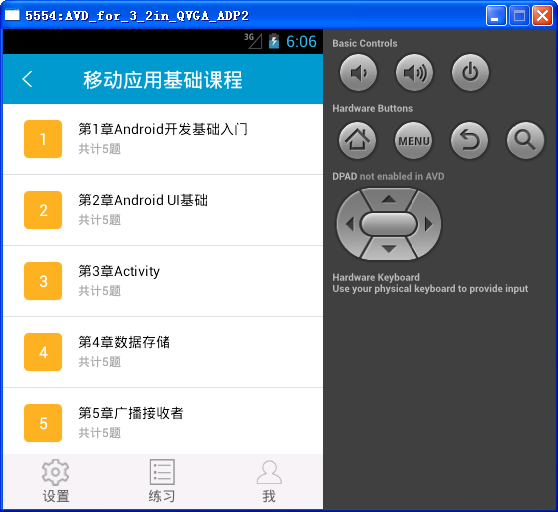 5554:AVD_for_3_2in_QVGA_ADP2
3G 6:06
移动应用基础课程
1 第1章Android开发基础入门
共计5题
2 第2章Android UI基础
共计5题
3 第3章Activity
共计5题
4 第4章数据存储
共计5题
5 第5章广播接收者
共计5题
设置 练习 我
Basic Controls
Hardware Buttons
MENU
DPAD not enabled in AVD
Hardware Keyboard
Use your physical keyboard to provide input